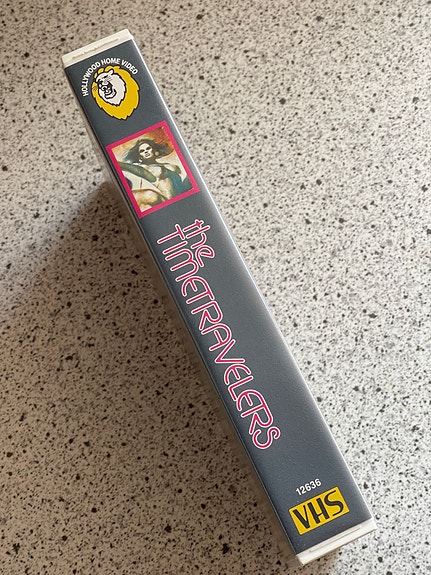 HOLLYWOOD HOME VIDEO
the
TIMETRAVELERS
12636
VHS